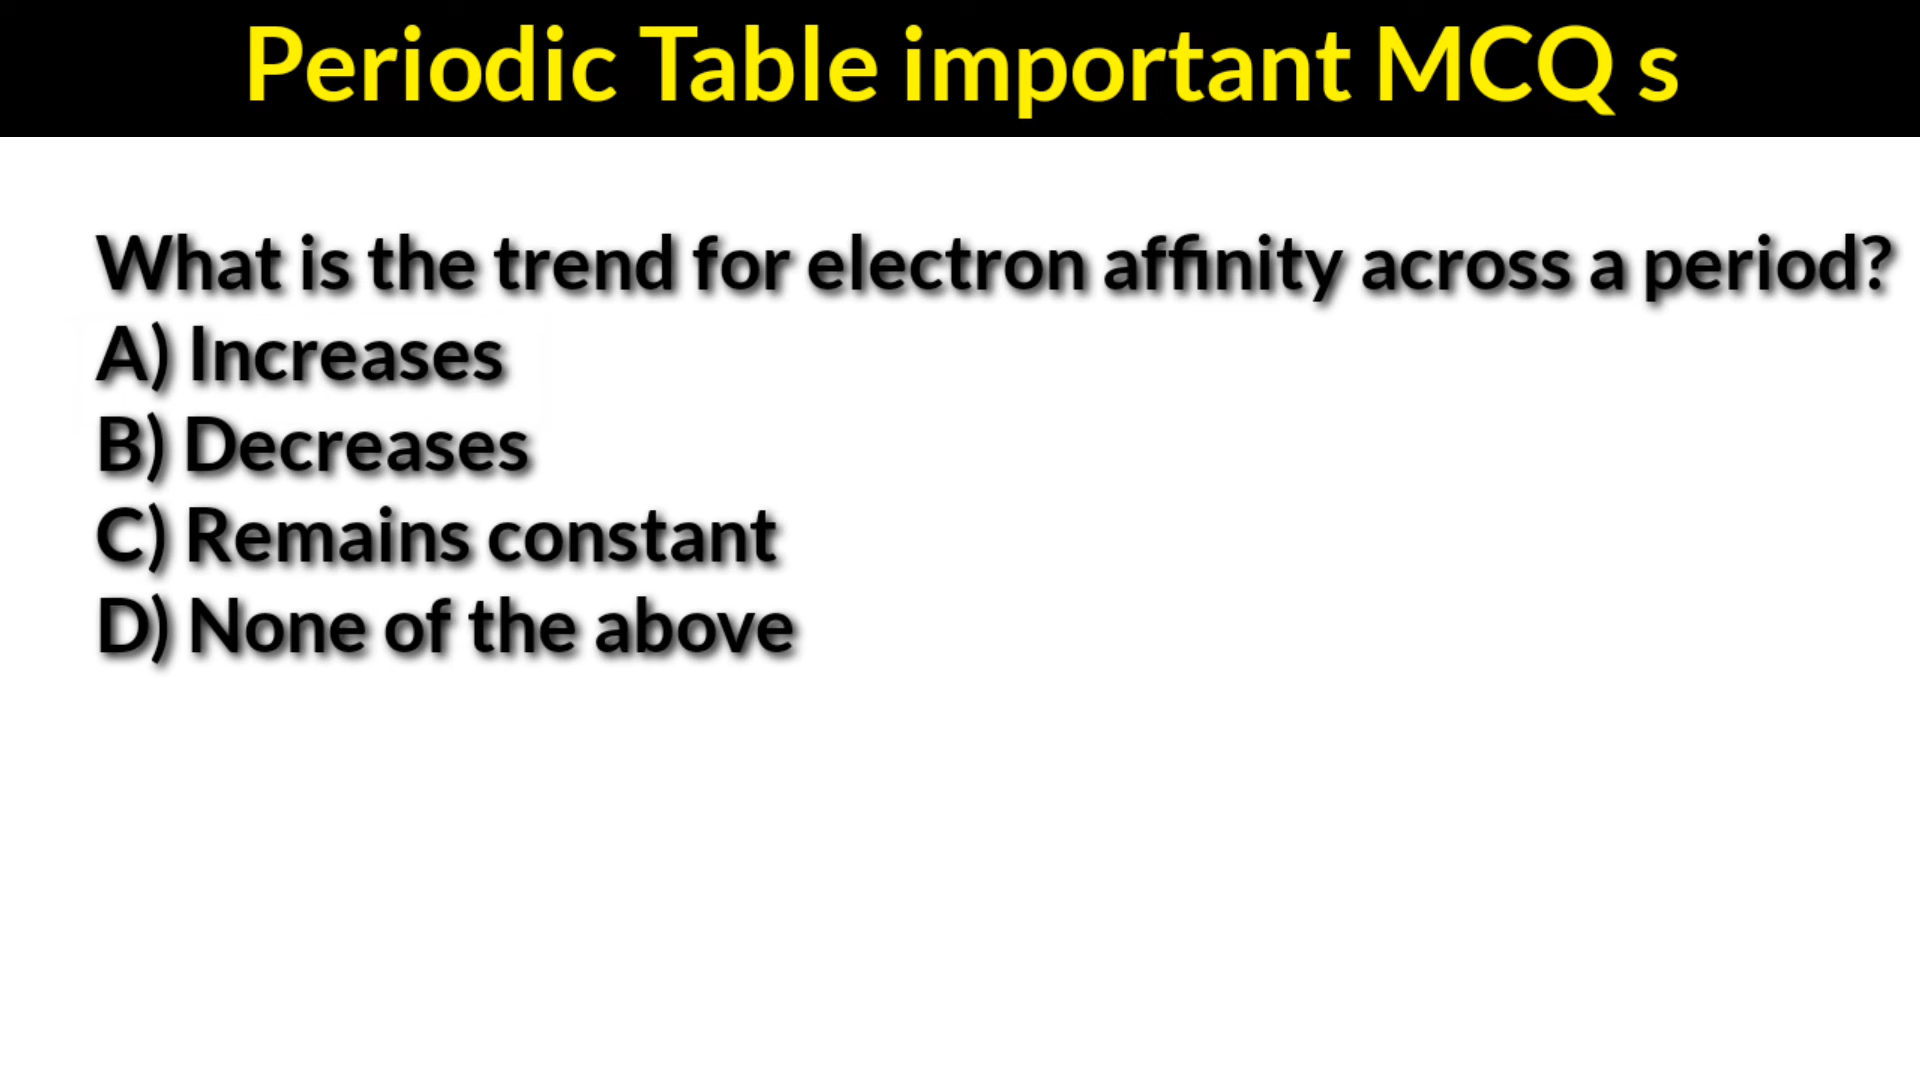 Periodic Table important MCQ s
What is the trend for electron affinity across a period?
A) Increases
B) Decreases
C) Remains constant
D) None of the above